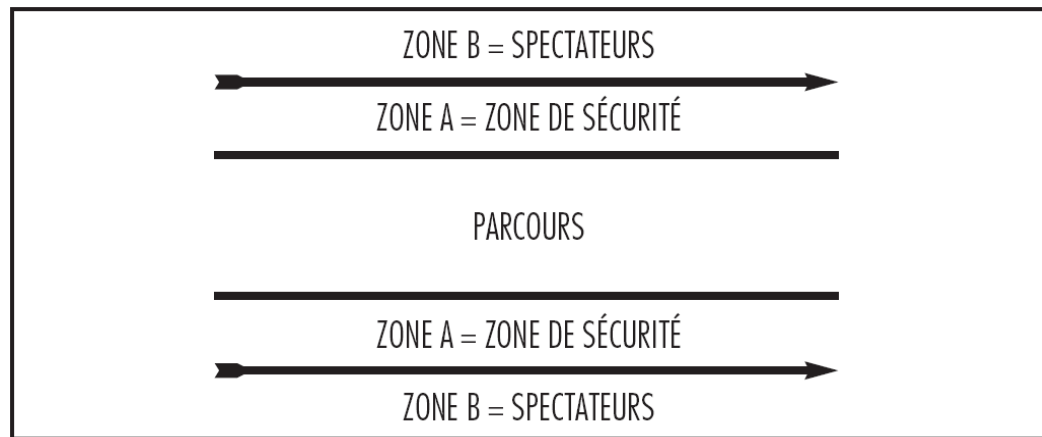 ZONE B = SPECTATEURS
ZONE A = ZONE DE SÉCURITÉ
PARCOURS
ZONE A = ZONE DE SÉCURITÉ
ZONE B = SPECTATEURS